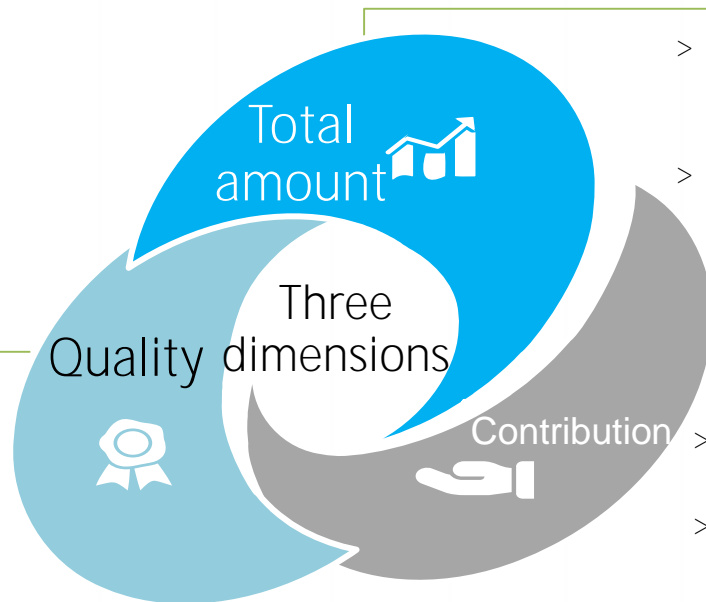 >
Total
amount
>
Three
dimensions
Quality
Contribution
>
>